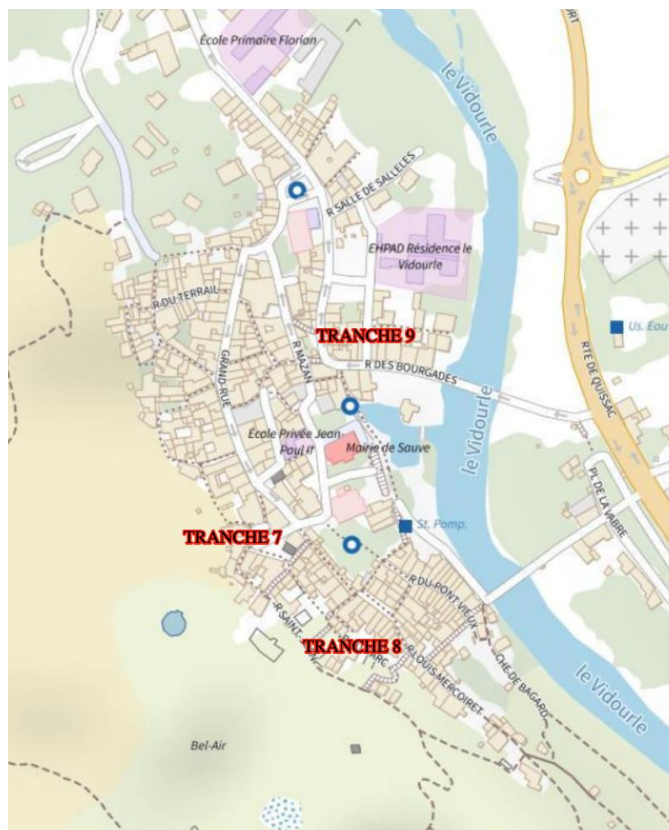 École Primaire Florian
le Vidourle
ORT
R SALLE DE SALLELES
EHPAD Résidence le
Vidourle
R DU TERRAIL
Us. Eau
TRANCHE 9
GRAND-RUE
R MAZAN
R DES BOURGADES
RTE DE QUISSAC
le Vidourle
École Privée Jean
Paul II
Mairie de Sauve
PL DE LA VABRE
St. Pomp.
TRANCHE 7
R DU PONT VIEUX
R SAINT-
TRANCHE 8
R LOUIS MERCOIRET
CHE DE BAGARD
le Vidourle
Bel-Air